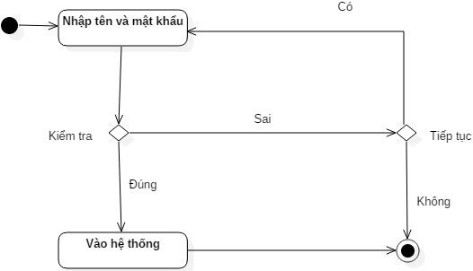 Có
Nhập tên và mật khẩu
Sai
Kiểm tra
Tiếp tục
Đúng
Không
Vào hệ thống